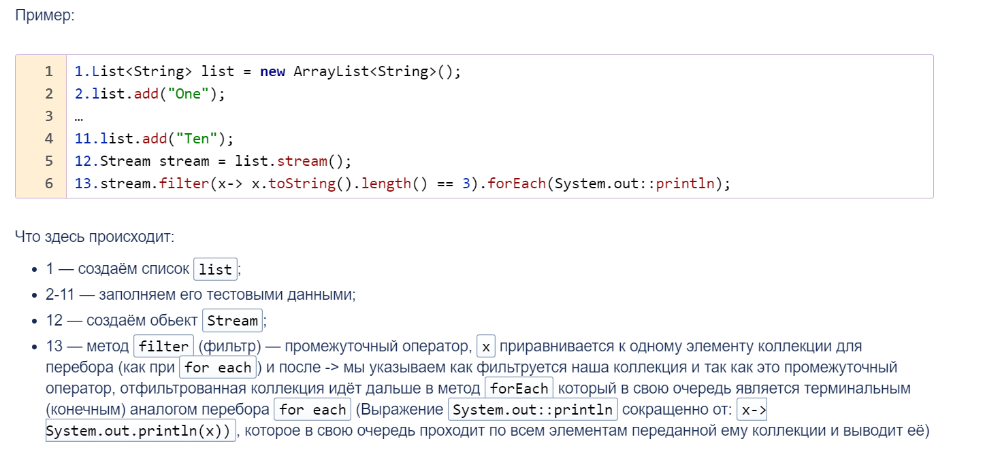 Пример:
1 1.List<String> list = new ArrayList<String>();
2 2.list.add("One");
3 …
4 11.list.add("Ten");
5 12.Stream stream = list.stream();
6 13.stream.filter(x-> x.toString().length() == 3).forEach(System.out::println);
Что здесь происходит:
• 1 — создаём список list;
• 2-11 — заполняем его тестовыми данными;
• 12 — создаём обьект Stream;
• 13 — метод filter (фильтр) — промежуточный оператор, x приравнивается к одному элементу коллекции для
перебора (как при for each) и после -> мы указываем как фильтруется наша коллекция и так как это промежуточный
оператор, отфильтрованная коллекция идёт дальше в метод forEach который в свою очередь является терминальным
(конечным) аналогом перебора for each (Выражение System.out::println сокращенно от: x->
System.out.println(x)), которое в свою очередь проходит по всем элементам переданной ему коллекции и выводит её)